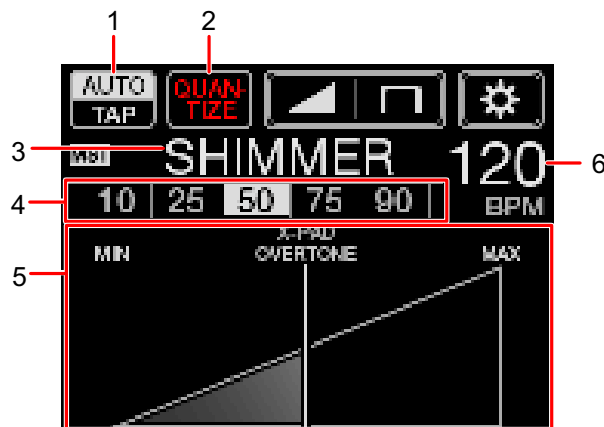 1 2
AUTO
TAP
QUAN-
TIZE
3 MST SHIMMER 120 6
4 10 25 50 75 90 BPM
X-PAD
5 MIN OVERTONE MAX